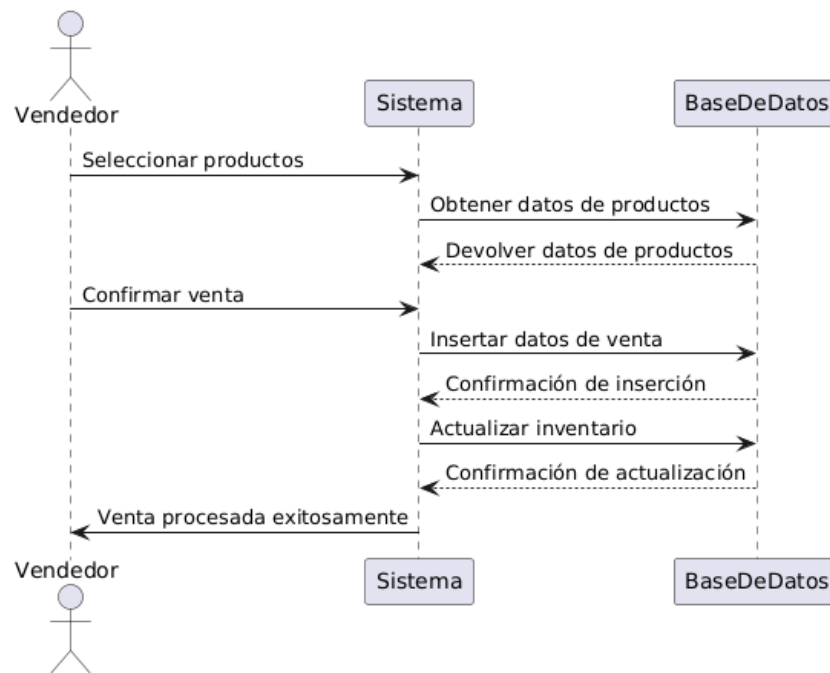 Vendedor
Sistema
BaseDeDatos
Seleccionar productos
Obtener datos de productos
Devolver datos de productos
Confirmar venta
Insertar datos de venta
Confirmación de inserción
Actualizar inventario
Confirmación de actualización
Venta procesada exitosamente
Vendedor
Sistema
BaseDeDatos